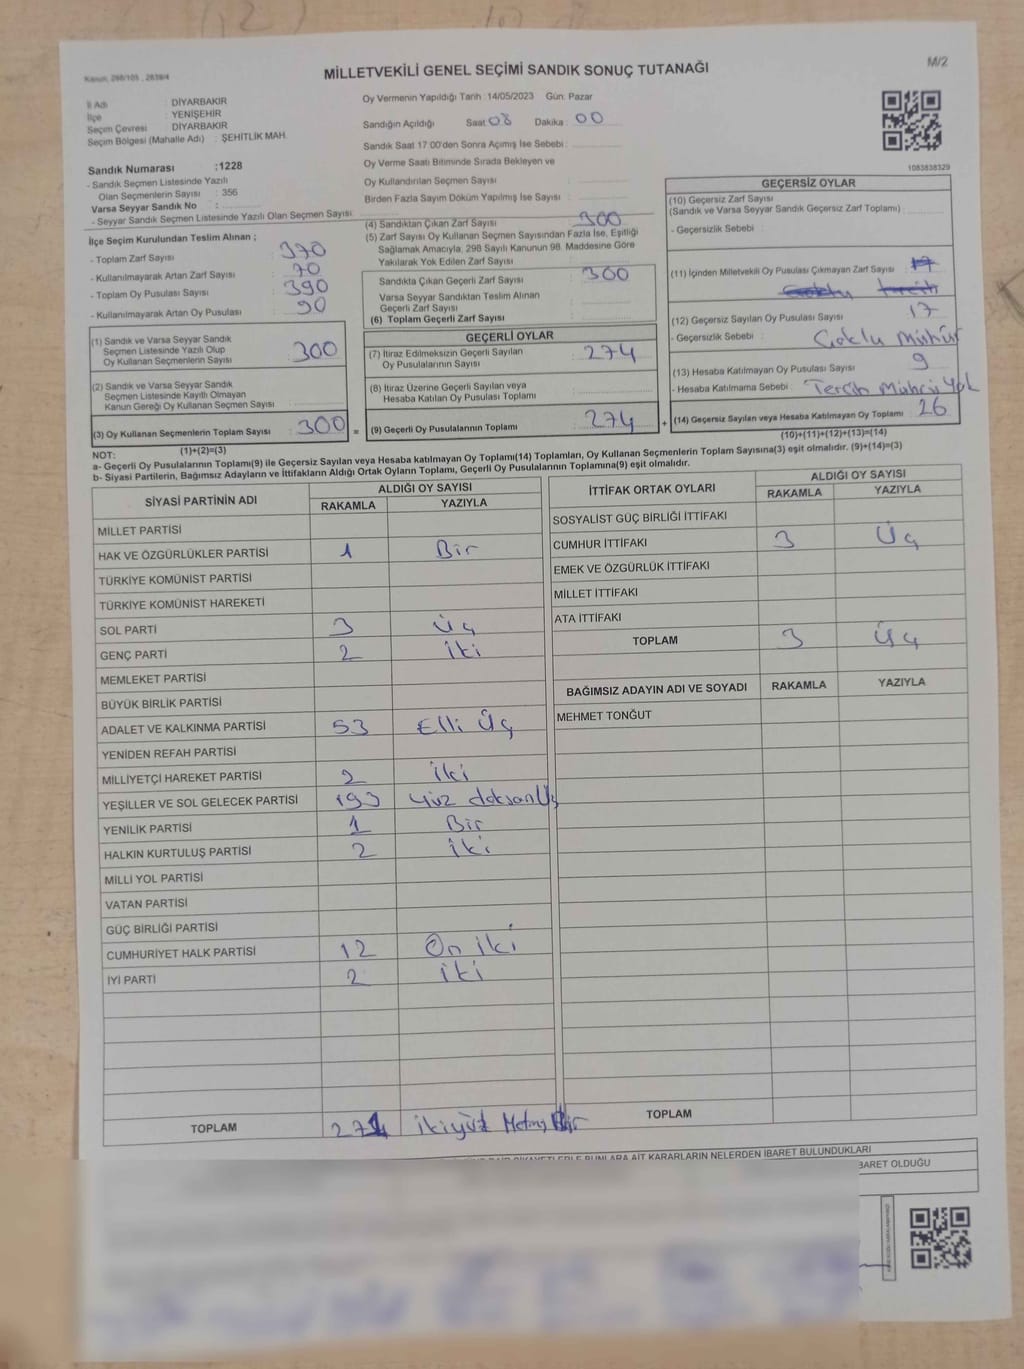 Kanun, 298/105 , 2839/4
MİLLETVEKİLİ GENEL SEÇİMİ SANDIK SONUÇ TUTANAĞI
M/2
İl Adı : DİYARBAKIR
İlçe : YENİŞEHİR
Seçim Çevresi : DİYARBAKIR
Seçim Bölgesi (Mahalle Adı) : ŞEHİTLİK MAH.
Sandık Numarası :1228
- Sandık Seçmen Listesinde Yazılı
Olan Seçmenlerin Sayısı : 356
Varsa Seyyar Sandık No :
- Seyyar Sandık Seçmen Listesinde Yazılı Olan Seçmen Sayısı:
İlçe Seçim Kurulundan Teslim Alınan ;
- Toplam Zarf Sayısı : 370
- Kullanılmayarak Artan Zarf Sayısı : 70
- Toplam Oy Pusulası Sayısı : 390
- Kullanılmayarak Artan Oy Pusulası : 90
(1) Sandık ve Varsa Seyyar Sandık
Seçmen Listesinde Yazılı Olup
Oy Kullanan Seçmenlerin Sayısı : 300
(2) Sandık ve Varsa Seyyar Sandık
Seçmen Listesinde Kayıtlı Olmayan
Kanun Gereği Oy Kullanan Seçmen Sayısı :
(3) Oy Kullanan Seçmenlerin Toplam Sayısı : 300
(1)+(2)=(3)
Oy Vermenin Yapıldığı Tarih :14/05/2023 Gün: Pazar
Sandığın Açıldığı Saat: 08 Dakika : 00
Sandık Saat 17:00'den Sonra Açımış İse Sebebi :
Oy Verme Saati Bitiminde Sırada Bekleyen ve
Oy Kullandırılan Seçmen Sayısı :
Birden Fazla Sayım Döküm Yapılmış İse Sayısı :
(4) Sandıktan Çıkan Zarf Sayısı : 300
(5) Zarf Sayısı Oy Kullanan Seçmen Sayısından Fazla İse, Eşitliği
Sağlamak Amacıyla, 298 Sayılı Kanunun 98. Maddesine Göre
Yakılarak Yok Edilen Zarf Sayısı :
Sandıkta Çıkan Geçerli Zarf Sayısı : 300
Varsa Seyyar Sandıktan Teslim Alınan
Geçerli Zarf Sayısı :
(6) Toplam Geçerli Zarf Sayısı :
GEÇERLİ OYLAR
(7) İtiraz Edilmeksizin Geçerli Sayılan
Oy Pusulalarının Sayısı : 274
(8) İtiraz Üzerine Geçerli Sayılan veya
Hesaba Katılan Oy Pusulası Toplamı :
= (9) Geçerli Oy Pusulalarının Toplamı : 274 +
1083838329
GEÇERSİZ OYLAR
(10) Geçersiz Zarf Sayısı
(Sandık ve Varsa Seyyar Sandık Geçersiz Zarf Toplamı) :
- Geçersizlik Sebebi :
(11) İçinden Milletvekili Oy Pusulası Çıkmayan Zarf Sayısı : 17
(12) Geçersiz Sayılan Oy Pusulası Sayısı : 17
- Geçersizlik Sebebi : Çoklu Mühür
(13) Hesaba Katılmayan Oy Pusulası Sayısı : 9
- Hesaba Katılmama Sebebi : Tercih Mührü Yok
(14) Geçersiz Sayılan veya Hesaba Katılmayan Oy Toplamı : 26
(10)+(11)+(12)+(13)=(14)
NOT:
a- Geçerli Oy Pusulalarının Toplamı(9) ile Geçersiz Sayılan veya Hesaba katılmayan Oy Toplamı(14) Toplamları, Oy Kullanan Seçmenlerin Toplam Sayısına(3) eşit olmalıdır. (9)+(14)=(3)
b- Siyasi Partilerin, Bağımsız Adayların ve İttifakların Aldığı Ortak Oyların Toplamı, Geçerli Oy Pusulalarının Toplamına(9) eşit olmalıdır.
SİYASİ PARTİNİN ADI ALDIĞI OY SAYISI
RAKAMLA YAZIYLA
MİLLET PARTİSİ
HAK VE ÖZGÜRLÜKLER PARTİSİ 1 Bir
TÜRKİYE KOMÜNİST PARTİSİ
TÜRKİYE KOMÜNİST HAREKETİ
SOL PARTİ 3 Üç
GENÇ PARTİ 2 İki
MEMLEKET PARTİSİ
BÜYÜK BİRLİK PARTİSİ
ADALET VE KALKINMA PARTİSİ 53 Elli Üç
YENİDEN REFAH PARTİSİ
MİLLİYETÇİ HAREKET PARTİSİ 2 İki
YEŞİLLER VE SOL GELECEK PARTİSİ 193 Yüz doksan Üç
YENİLİK PARTİSİ 1 Bir
HALKIN KURTULUŞ PARTİSİ 2 İki
MİLLİ YOL PARTİSİ
VATAN PARTİSİ
GÜÇ BİRLİĞİ PARTİSİ
CUMHURİYET HALK PARTİSİ 12 On İki
İYİ PARTİ 2 İki
TOPLAM 271 İkiyüz Bir
İTTİFAK ORTAK OYLARI ALDIĞI OY SAYISI
RAKAMLA YAZIYLA
SOSYALİST GÜÇ BİRLİĞİ İTTİFAKI
CUMHUR İTTİFAKI 3 Üç
EMEK VE ÖZGÜRLÜK İTTİFAKI
MİLLET İTTİFAKI
ATA İTTİFAKI
TOPLAM 3 Üç
BAĞIMSIZ ADAYIN ADI VE SOYADI RAKAMLA YAZIYLA
MEHMET TONĞUT
TOPLAM
AİT KARARLARIN NELERDEN İBARET BULUNDUKLARI
İBARET OLDUĞU